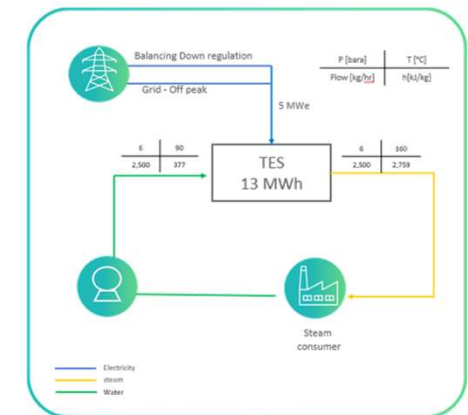 Balancing Down regulation
P [bara] T [°C]
Flow [kg/hr] h[kJ/kg]
Grid - Off peak
5 MWe
6 90
2,500 377
TES
13 MWh
6 160
2,500 2,759
Steam
consumer
Electricity
steam
Water